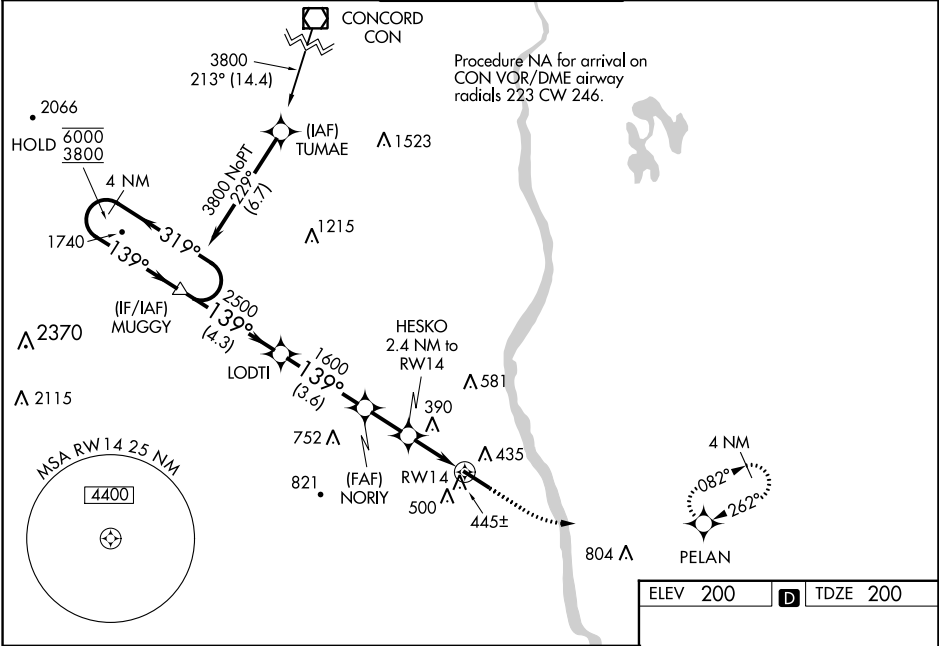 CONCORD
CON
3800
213° (14.4)
Procedure NA for arrival on
CON VOR/DME airway
radials 223 CW 246.
2066
HOLD 6000
3800
(IAF)
TUMAE
1523
4 NM
3800 NoPT
229°
(6.7)
1215
1740
319°
139°
(IF/IAF)
MUGGY
2500
139°
(4.3)
HESKO
2.4 NM to
RW14
2370
LODTI
1600
139°
(3.6)
581
2115
390
752
435
4 NM
MSA RW14 25 NM
821
(FAF)
NORIY
RW14
082°
262°
4400
500
445±
804
PELAN
ELEV 200
D
TDZE 200